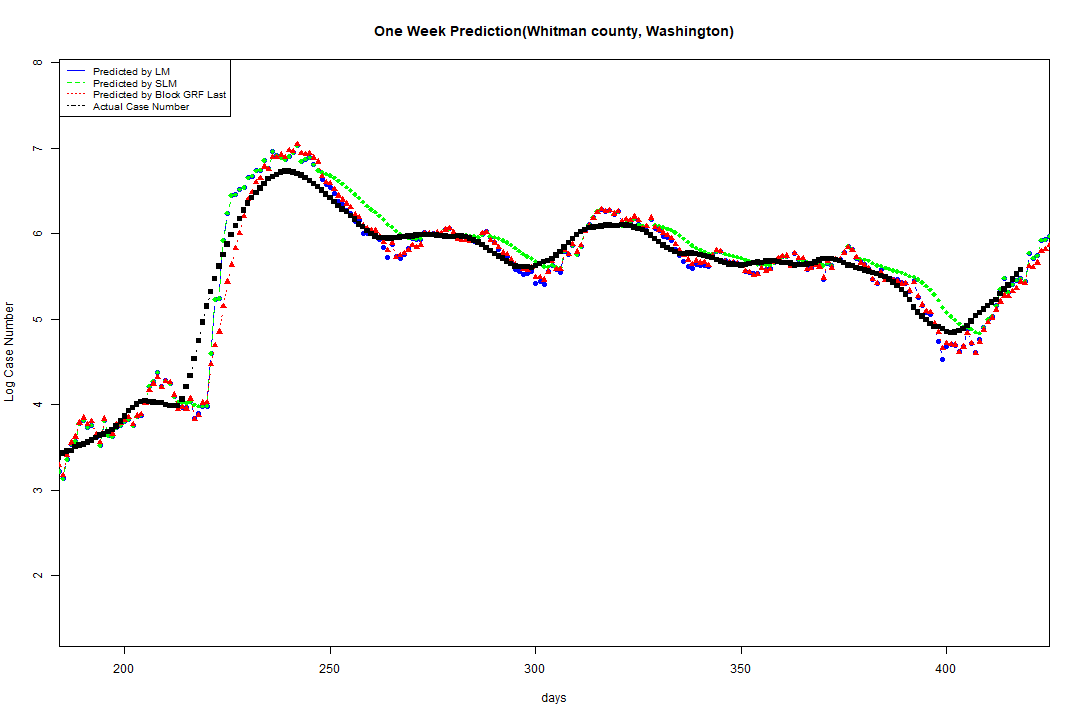 One Week Prediction(Whitman county, Washington)
Predicted by LM
Predicted by SLM
Predicted by Block GRF Last
Actual Case Number
8
7
6
5
4
3
2
Log Case Number
200 250 300 350 400
days